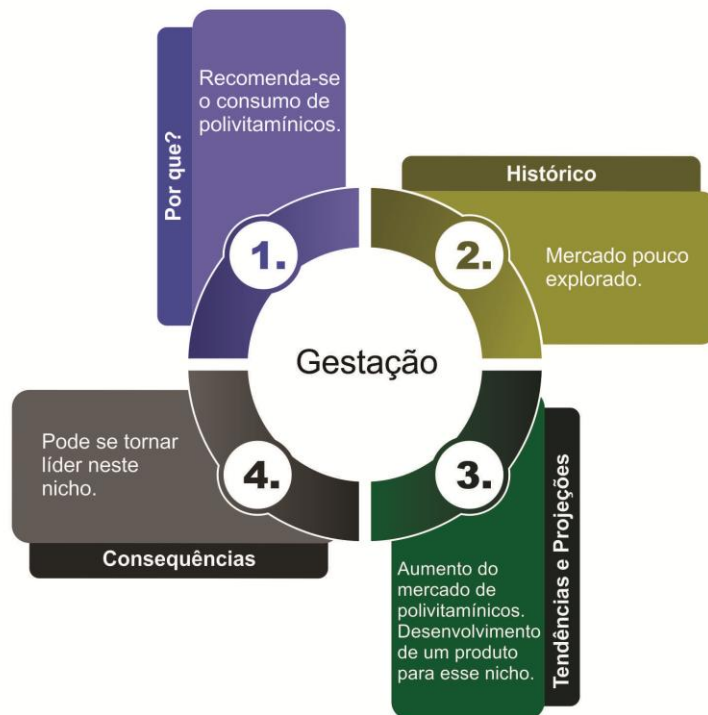 Por que?
Recomenda-se
o consumo de
polivitamínicos.
1.
Histórico
2.
Mercado pouco
explorado.
Gestação
3.
Aumento do
mercado de
polivitamínicos.
Desenvolvimento
de um produto
para esse nicho.
Tendências e Projeções
4.
Pode se tornar
líder neste
nicho.
Consequências